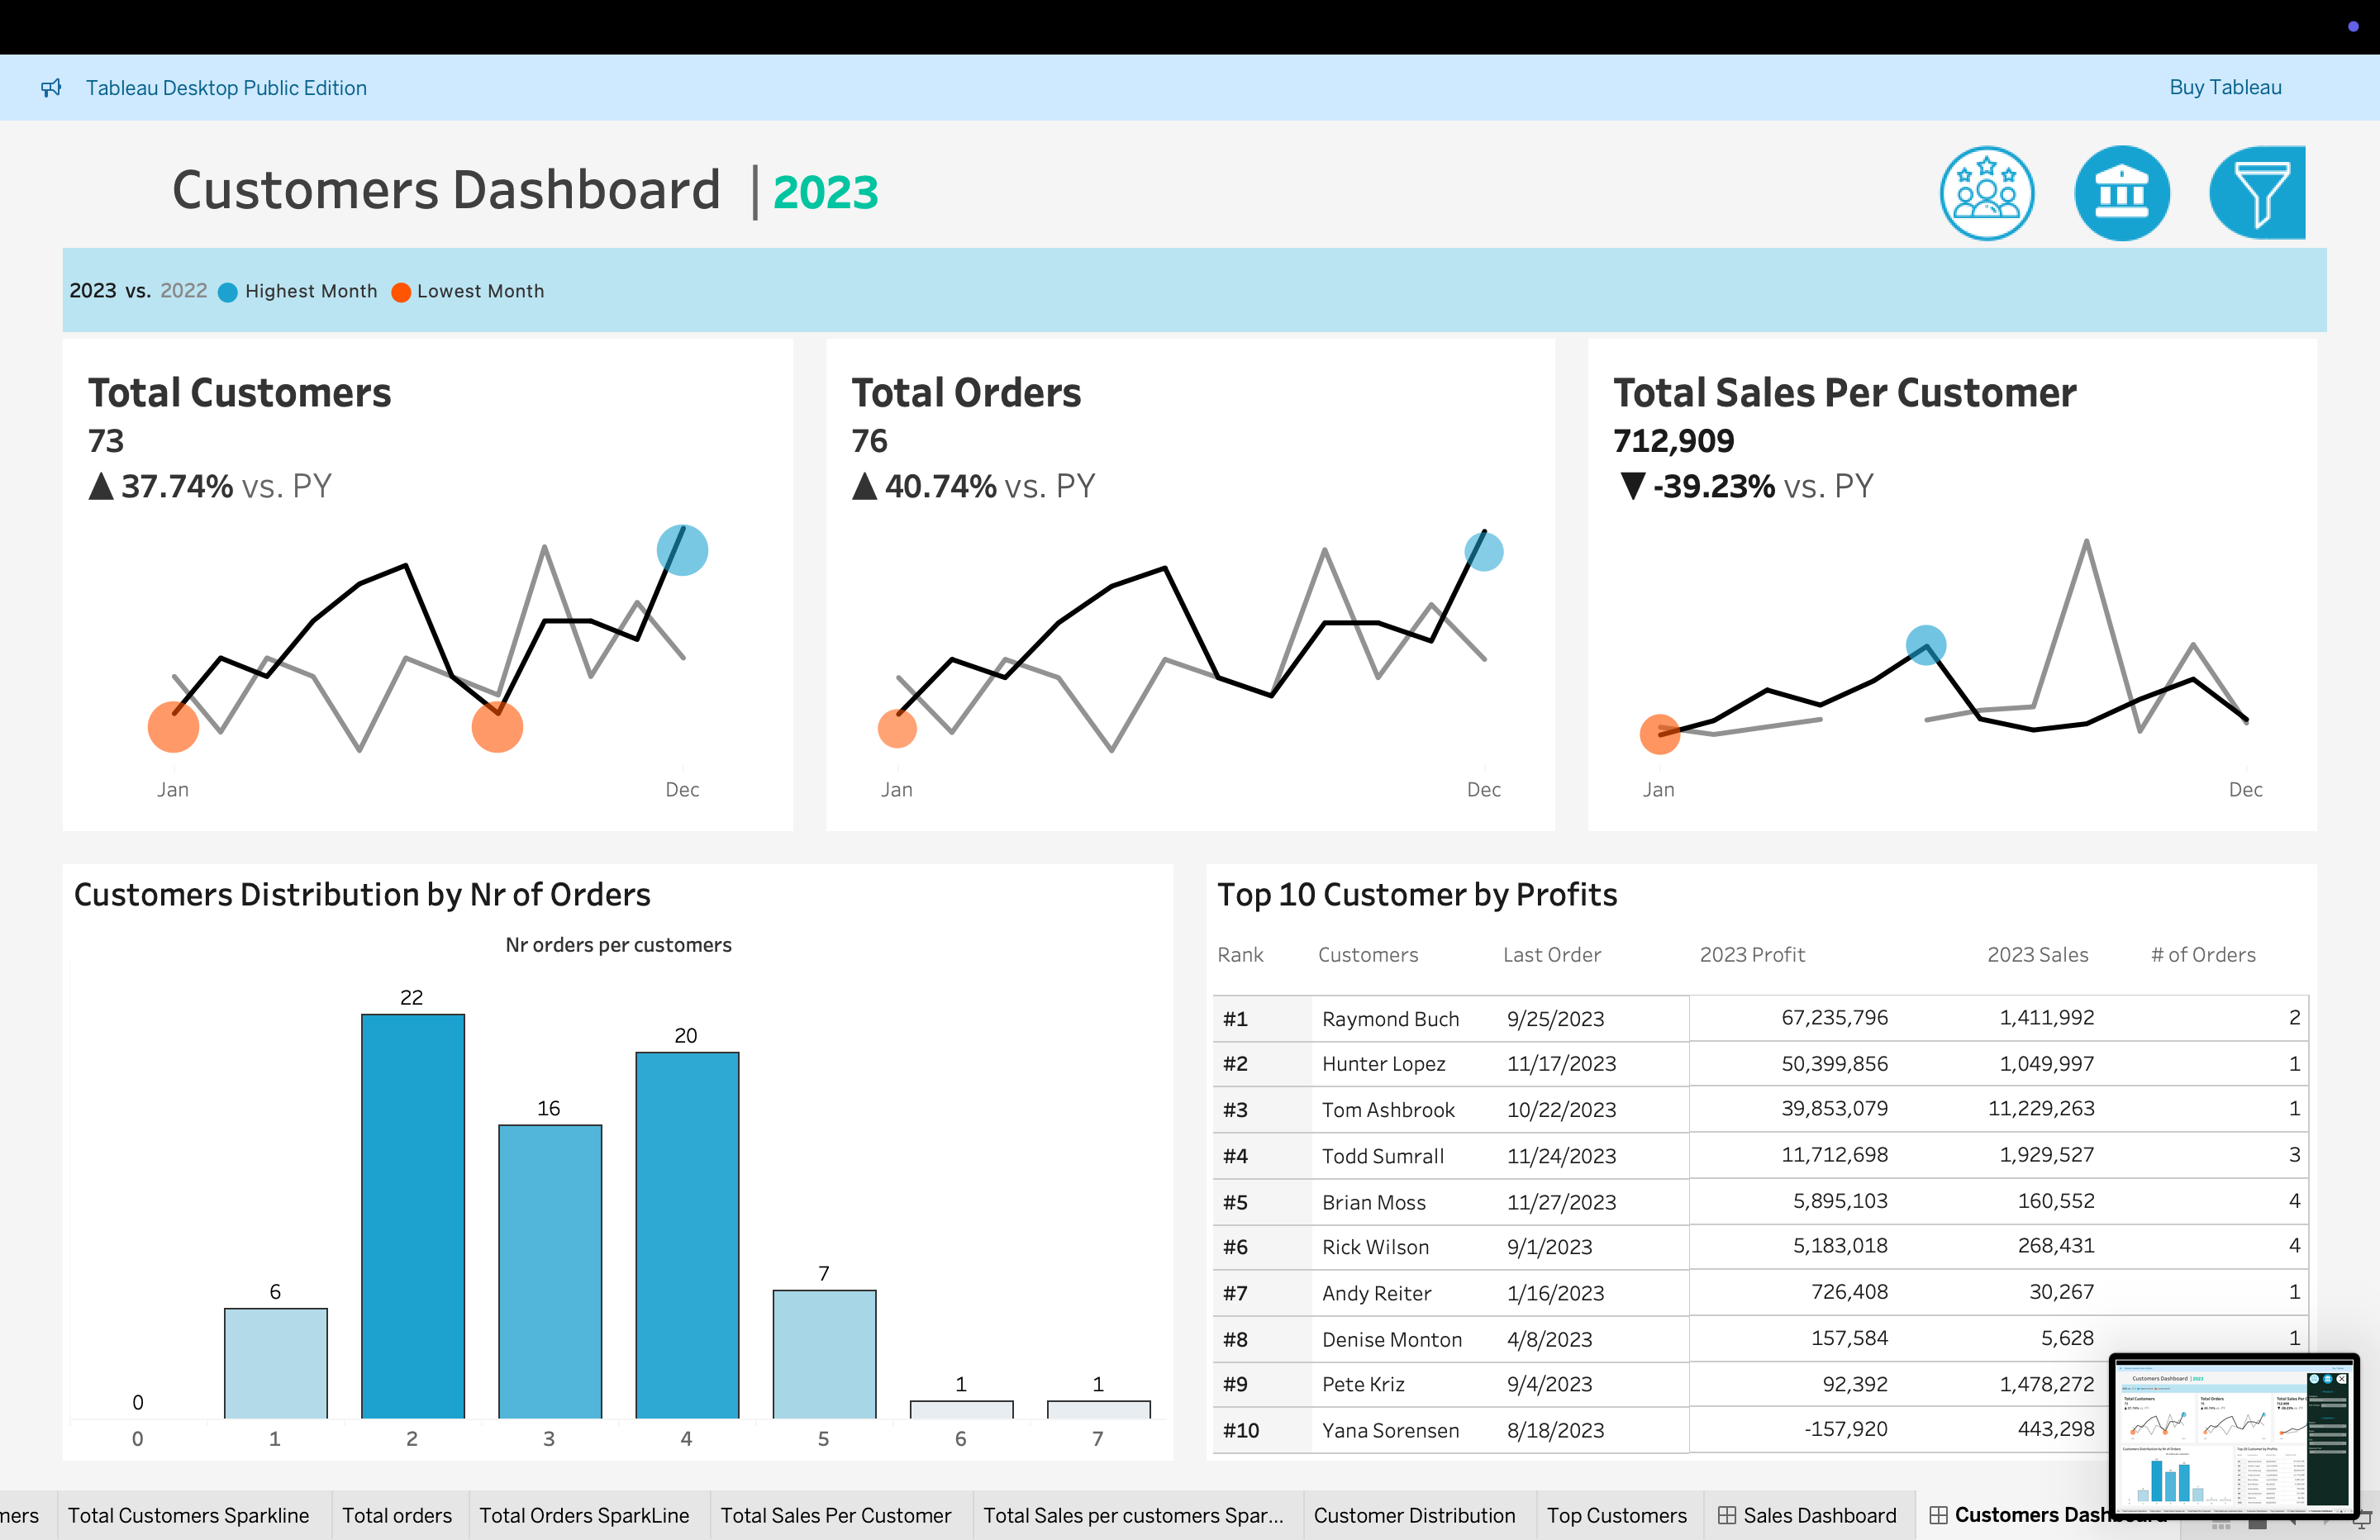 Tableau Desktop Public Edition
Buy Tableau
Customers Dashboard | 2023
2023 vs. 2022 Highest Month Lowest Month
Total Customers
73
▲ 37.74% vs. PY
Jan
Dec
Total Orders
76
▲ 40.74% vs. PY
Jan
Dec
Total Sales Per Customer
712,909
▼ -39.23% vs. PY
Jan
Dec
Customers Distribution by Nr of Orders
Nr orders per customers
0 6 22 16 20 7 1 1
0 1 2 3 4 5 6 7
Top 10 Customer by Profits
Rank Customers Last Order 2023 Profit 2023 Sales # of Orders
#1 Raymond Buch 9/25/2023 67,235,796 1,411,992 2
#2 Hunter Lopez 11/17/2023 50,399,856 1,049,997 1
#3 Tom Ashbrook 10/22/2023 39,853,079 11,229,263 1
#4 Todd Sumrall 11/24/2023 11,712,698 1,929,527 3
#5 Brian Moss 11/27/2023 5,895,103 160,552 4
#6 Rick Wilson 9/1/2023 5,183,018 268,431 4
#7 Andy Reiter 1/16/2023 726,408 30,267 1
#8 Denise Monton 4/8/2023 157,584 5,628 1
#9 Pete Kriz 9/4/2023 92,392 1,478,272
#10 Yana Sorensen 8/18/2023 -157,920 443,298
Customers Dashboard | 2023
Total Customers
Total Orders
mers Total Customers Sparkline Total orders Total Orders SparkLine Total Sales Per Customer Total Sales per customers Spar... Customer Distribution Top Customers Sales Dashboard Customers Dashboard